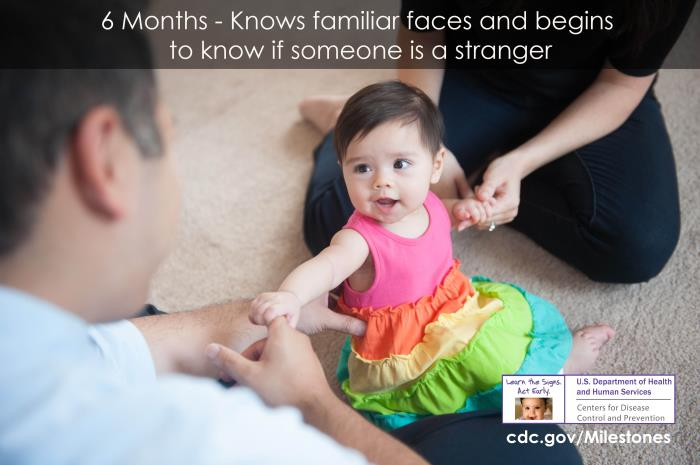 6 Months - Knows familiar faces and begins
to know if someone is a stranger
Learn the Signs.
Act Early.
U.S. Department of Health
and Human Services
Centers for Disease
Control and Prevention
cdc.gov/Milestones